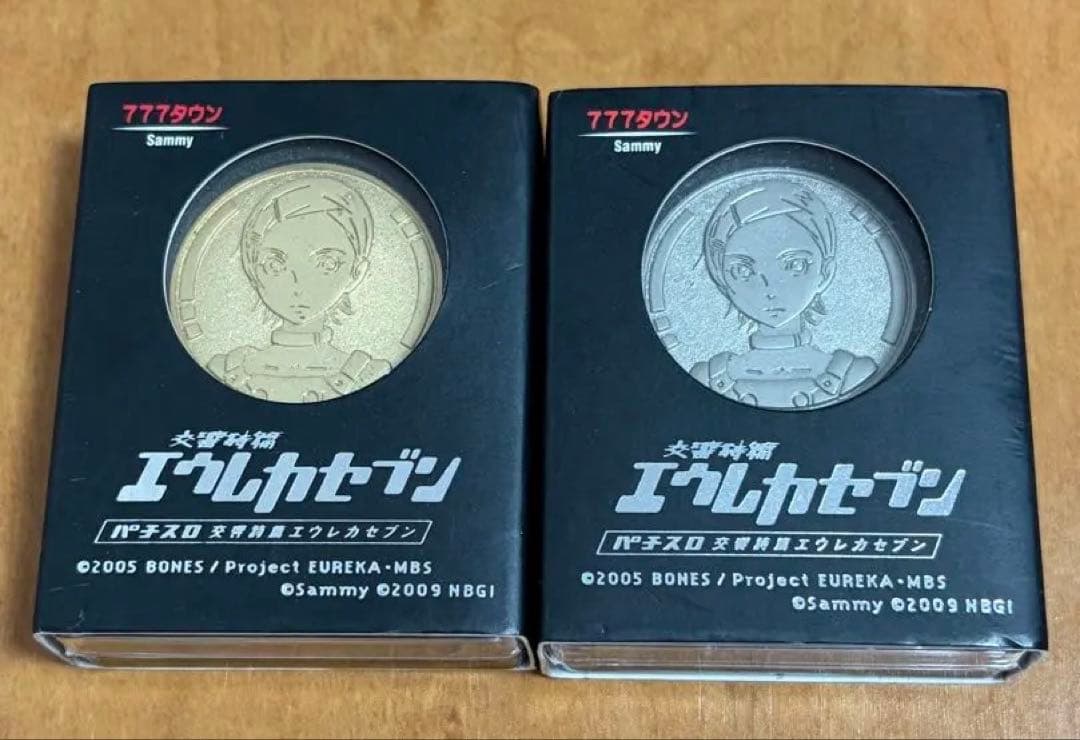 777タウン
Sammy
交響詩篇
エウレカセブン
パチスロ 交響詩篇エウレカセブン
©2005 BONES / Project EUREKA・MBS
©Sammy ©2009 NBGI
777タウン
Sammy
交響詩篇
エウレカセブン
パチスロ 交響詩篇エウレカセブン
©2005 BONES / Project EUREKA・MBS
©Sammy ©2009 NBGI